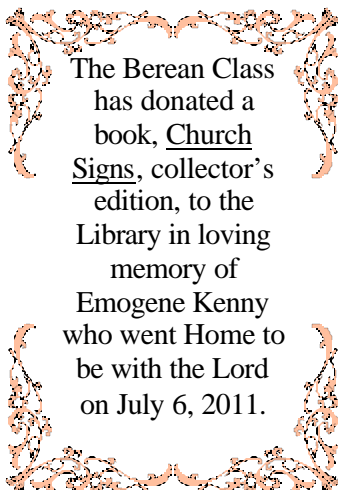 The Berean Class
has donated a
book, Church
Signs, collector’s
edition, to the
Library in loving
memory of
Emogene Kenny
who went Home to
be with the Lord
on July 6, 2011.